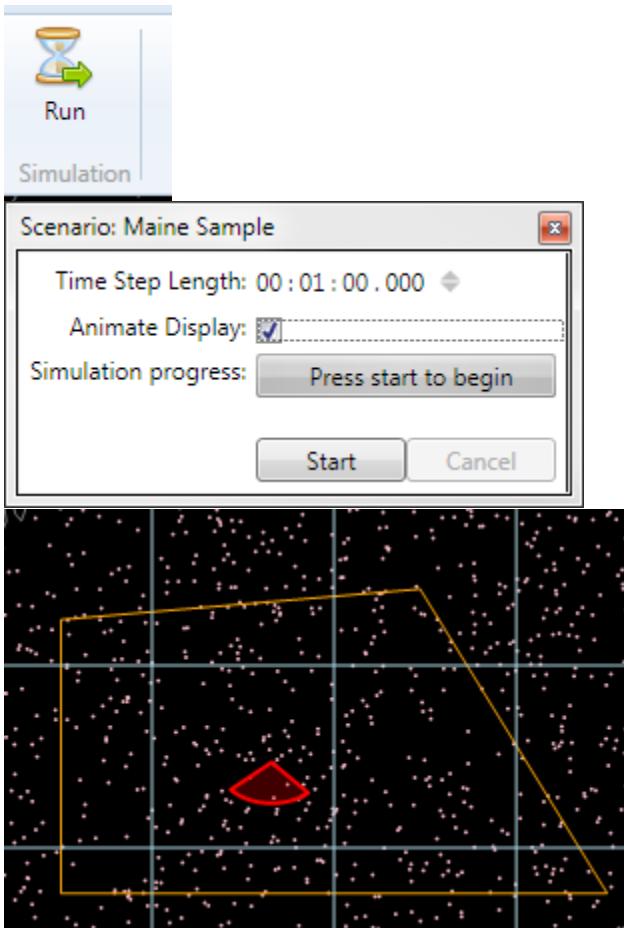 Run
Simulation
Scenario: Maine Sample
Time Step Length: 00:01:00.000
Animate Display:
Simulation progress: Press start to begin
Start Cancel